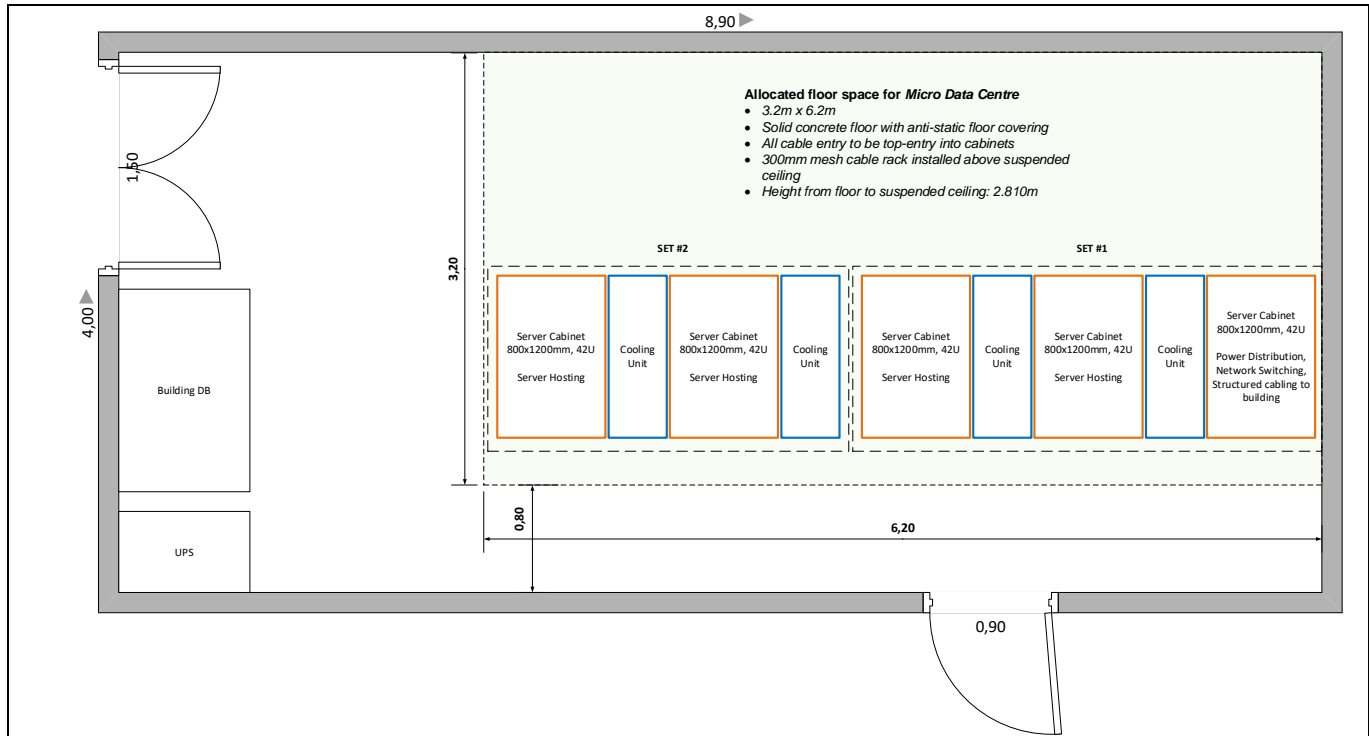 8,90
Allocated floor space for Micro Data Centre
• 3.2m x 6.2m
• Solid concrete floor with anti-static floor covering
• All cable entry to be top-entry into cabinets
• 300mm mesh cable rack installed above suspended
ceiling
• Height from floor to suspended ceiling: 2.810m
1,50
3,20
4,00
SET #2
SET #1
Server Cabinet
800x1200mm, 42U
Server Hosting
Cooling
Unit
Server Cabinet
800x1200mm, 42U
Server Hosting
Cooling
Unit
Server Cabinet
800x1200mm, 42U
Server Hosting
Cooling
Unit
Server Cabinet
800x1200mm, 42U
Server Hosting
Cooling
Unit
Server Cabinet
800x1200mm, 42U
Power Distribution,
Network Switching,
Structured cabling to
building
Building DB
UPS
0,80
6,20
0,90